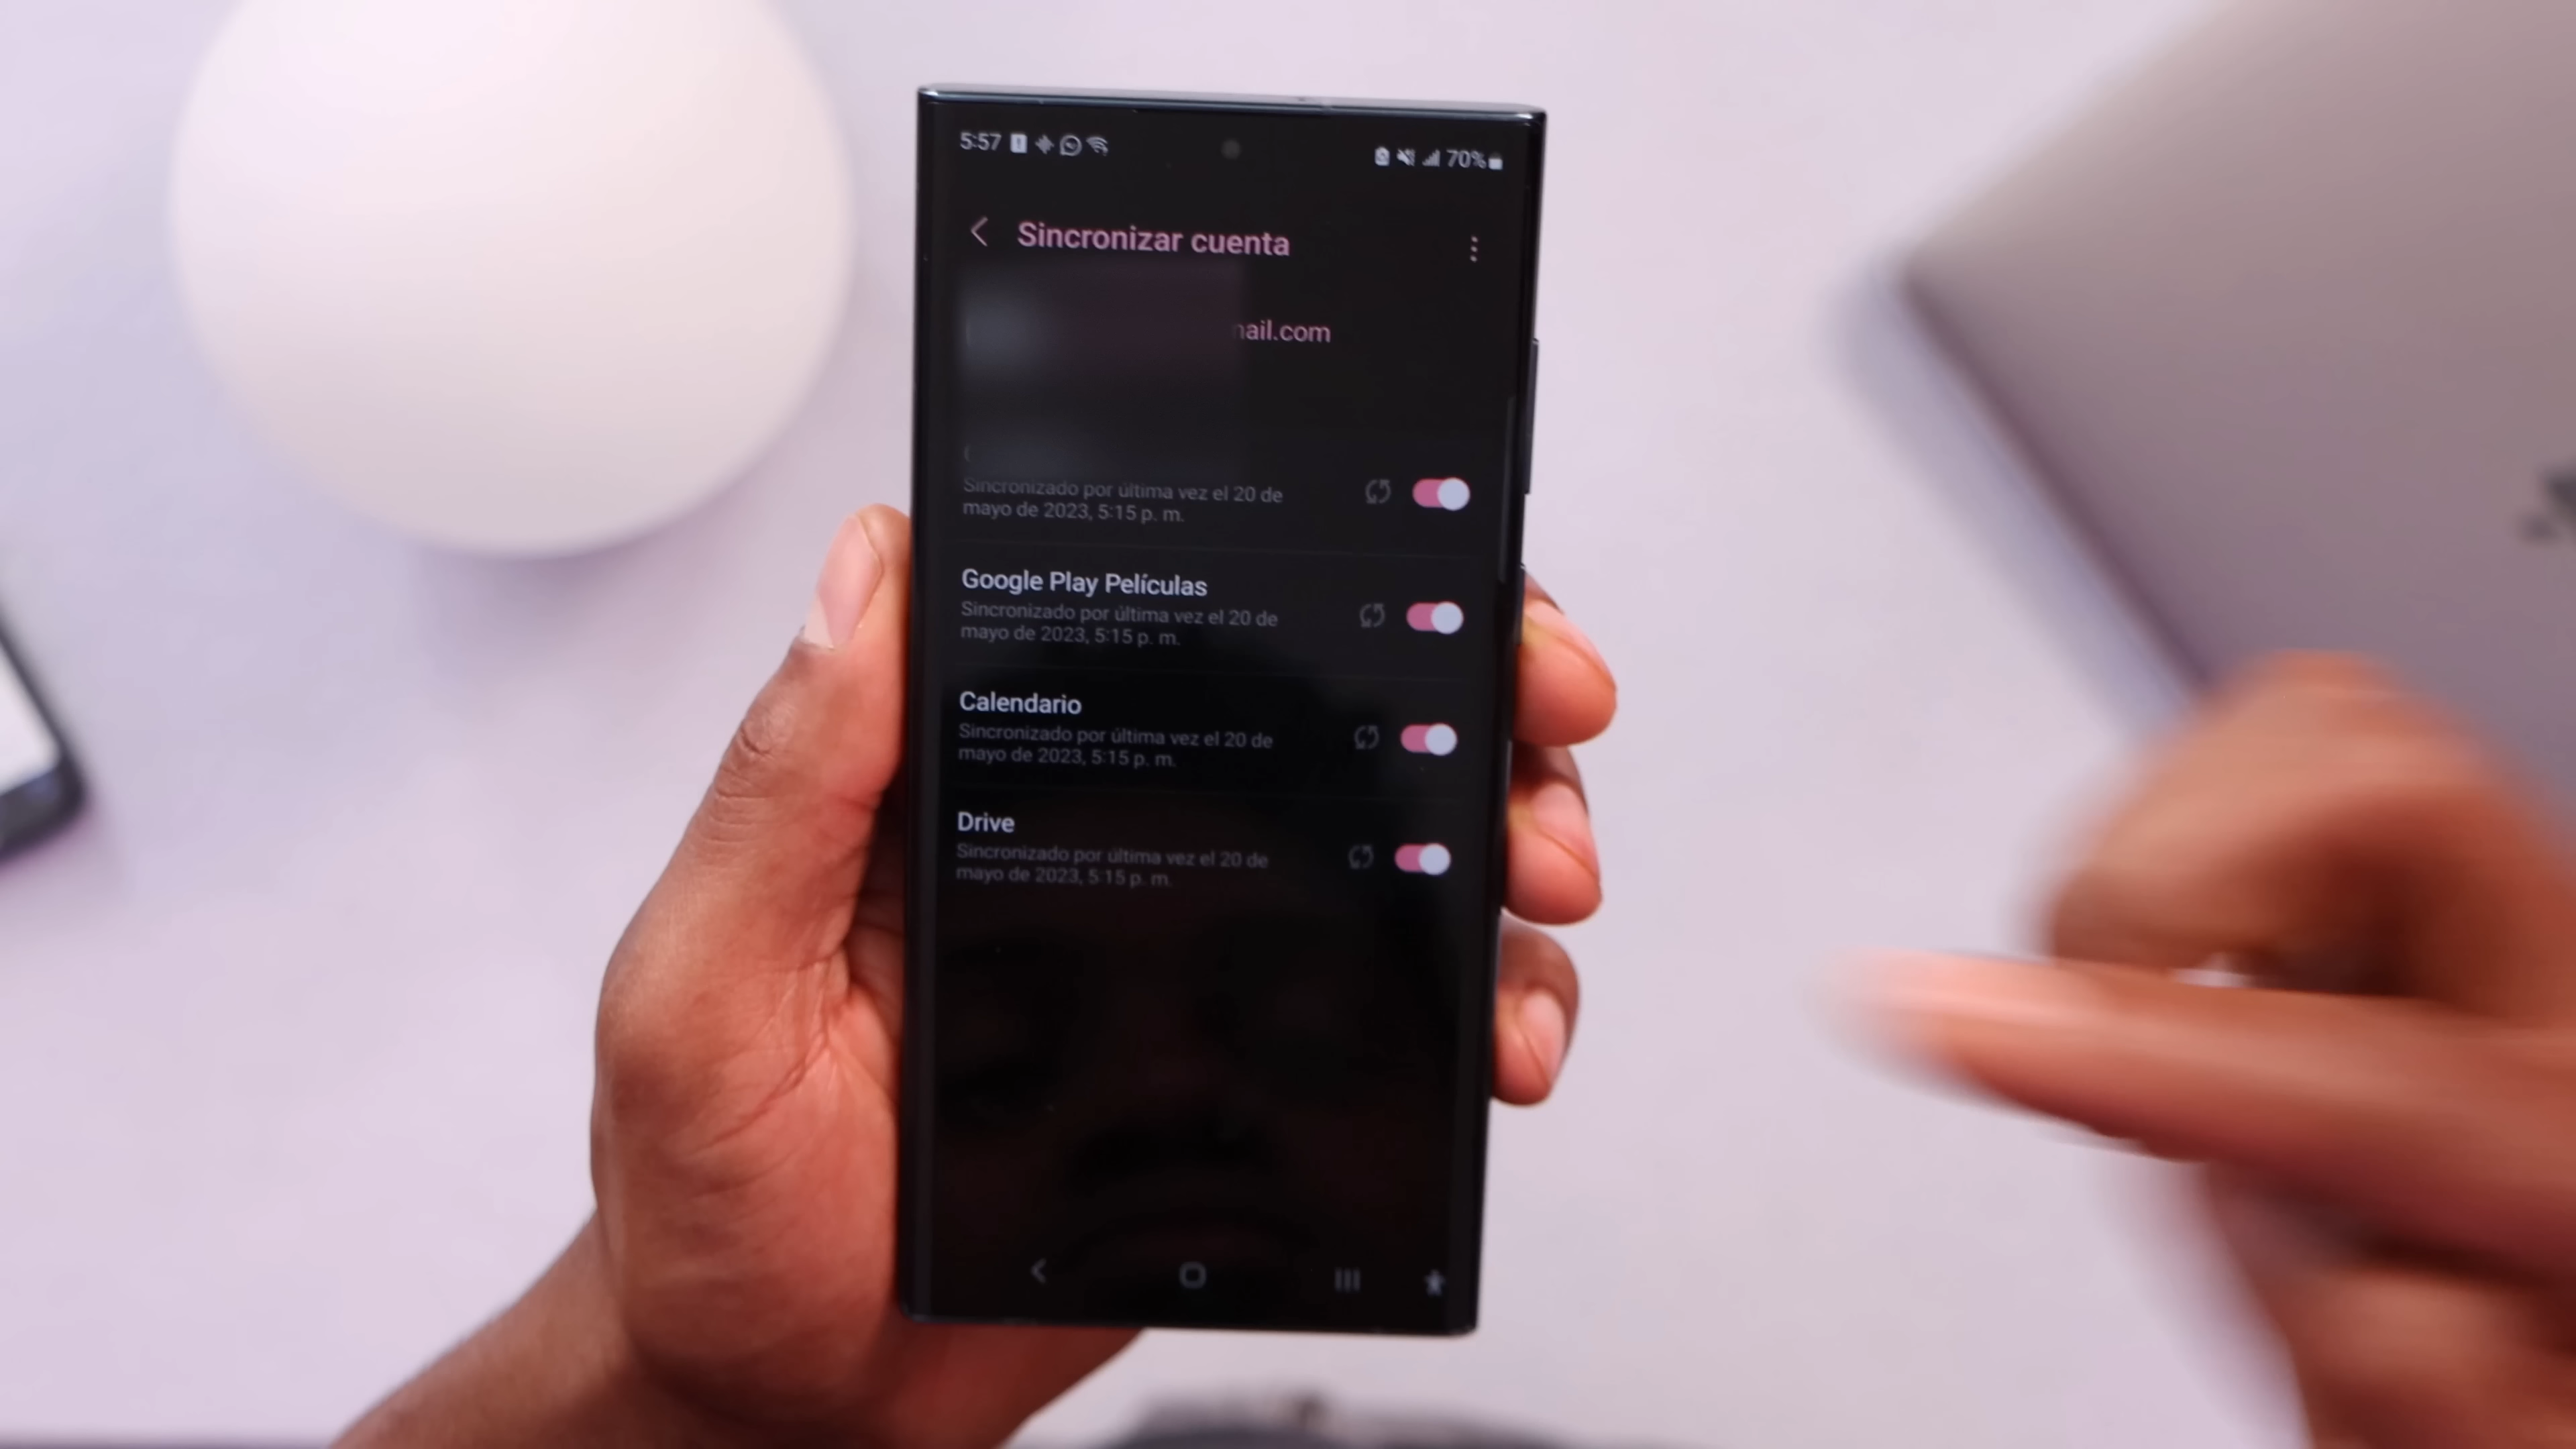 5:57
70%
Sincronizar cuenta
nail.com
Sincronizado por última vez el 20 de
mayo de 2023, 5:15 p. m.
Google Play Películas
Sincronizado por última vez el 20 de
mayo de 2023, 5:15 p. m.
Calendario
Sincronizado por última vez el 20 de
mayo de 2023, 5:15 p. m.
Drive
Sincronizado por última vez el 20 de
mayo de 2023, 5:15 p. m.